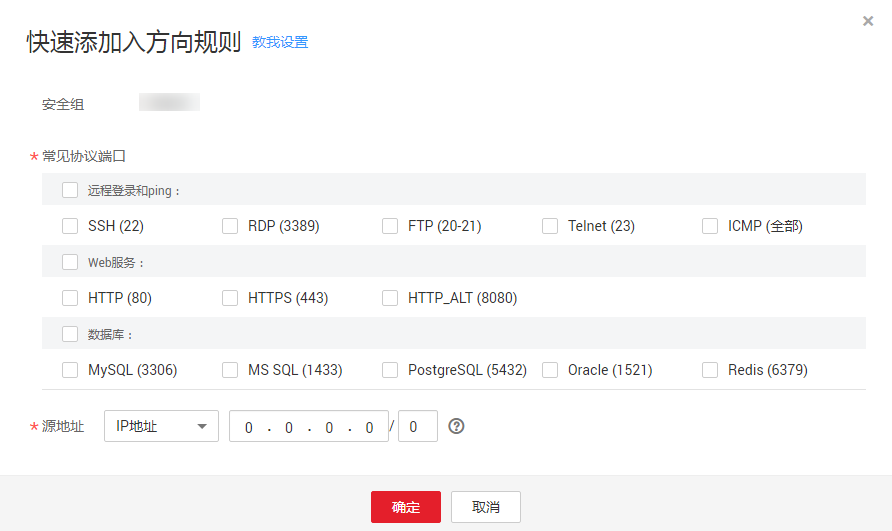 快速添加入方向规则 教我设置
安全组
* 常见协议端口
远程登录和ping：
SSH (22) RDP (3389) FTP (20-21) Telnet (23) ICMP (全部)
Web服务：
HTTP (80) HTTPS (443) HTTP_ALT (8080)
数据库：
MySQL (3306) MS SQL (1433) PostgreSQL (5432) Oracle (1521) Redis (6379)
* 源地址 IP地址 0 . 0 . 0 . 0 / 0
确定 取消